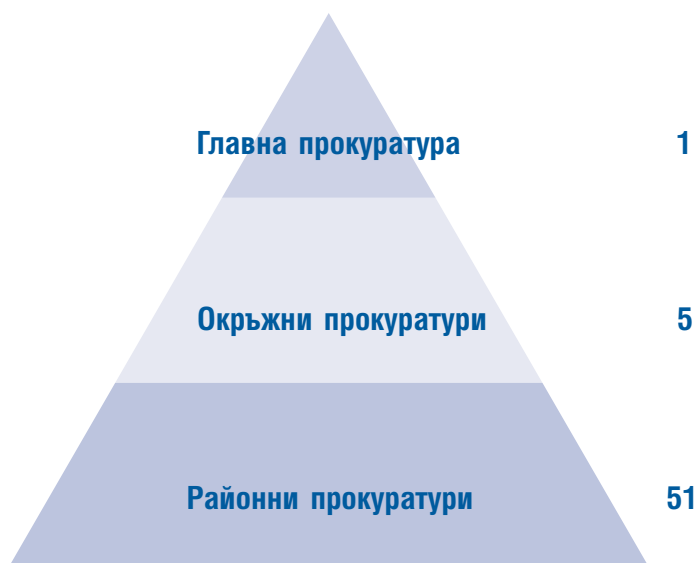 Главна прокуратура 1
Окръжни прокуратури 5
Районни прокуратури 51